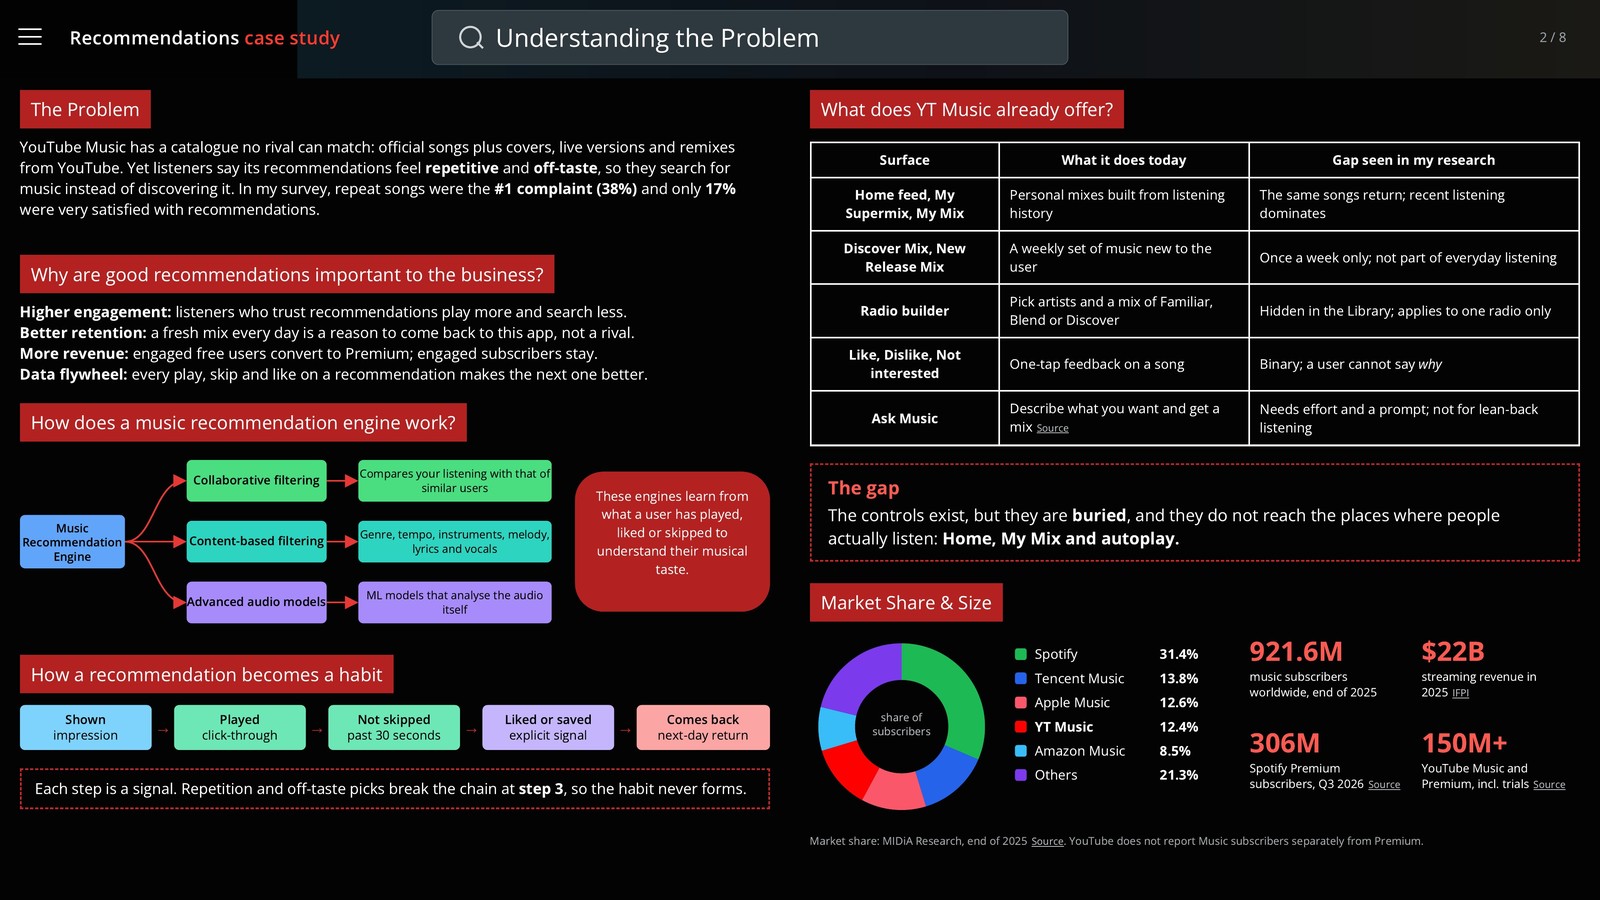 Recommendations case study
Understanding the Problem
2 / 8
The Problem
YouTube Music has a catalogue no rival can match: official songs plus covers, live versions and remixes
from YouTube. Yet listeners say its recommendations feel repetitive and off-taste, so they search for
music instead of discovering it. In my survey, repeat songs were the #1 complaint (38%) and only 17%
were very satisfied with recommendations.
Why are good recommendations important to the business?
Higher engagement: listeners who trust recommendations play more and search less.
Better retention: a fresh mix every day is a reason to come back to this app, not a rival.
More revenue: engaged free users convert to Premium; engaged subscribers stay.
Data flywheel: every play, skip and like on a recommendation makes the next one better.
How does a music recommendation engine work?
Music
Recommendation
Engine
Collaborative filtering
Compares your listening with that of
similar users
Content-based filtering
Genre, tempo, instruments, melody,
lyrics and vocals
Advanced audio models
ML models that analyse the audio
itself
These engines learn from
what a user has played,
liked or skipped to
understand their musical
taste.
How a recommendation becomes a habit
Shown
impression
→
Played
click-through
→
Not skipped
past 30 seconds
→
Liked or saved
explicit signal
→
Comes back
next-day return
Each step is a signal. Repetition and off-taste picks break the chain at step 3, so the habit never forms.
What does YT Music already offer?
Surface
What it does today
Gap seen in my research
Home feed, My
Supermix, My Mix
Personal mixes built from listening
history
The same songs return; recent listening
dominates
Discover Mix, New
Release Mix
A weekly set of music new to the
user
Once a week only; not part of everyday listening
Radio builder
Pick artists and a mix of Familiar,
Blend or Discover
Hidden in the Library; applies to one radio only
Like, Dislike, Not
interested
One-tap feedback on a song
Binary; a user cannot say why
Ask Music
Describe what you want and get a
mix Source
Needs effort and a prompt; not for lean-back
listening
The gap
The controls exist, but they are buried, and they do not reach the places where people
actually listen: Home, My Mix and autoplay.
Market Share & Size
share of
subscribers
Spotify 31.4%
Tencent Music 13.8%
Apple Music 12.6%
YT Music 12.4%
Amazon Music 8.5%
Others 21.3%
921.6M
music subscribers
worldwide, end of 2025
$22B
streaming revenue in
2025 IFPI
306M
Spotify Premium
subscribers, Q3 2026 Source
150M+
YouTube Music and
Premium, incl. trials Source
Market share: MIDiA Research, end of 2025 Source. YouTube does not report Music subscribers separately from Premium.